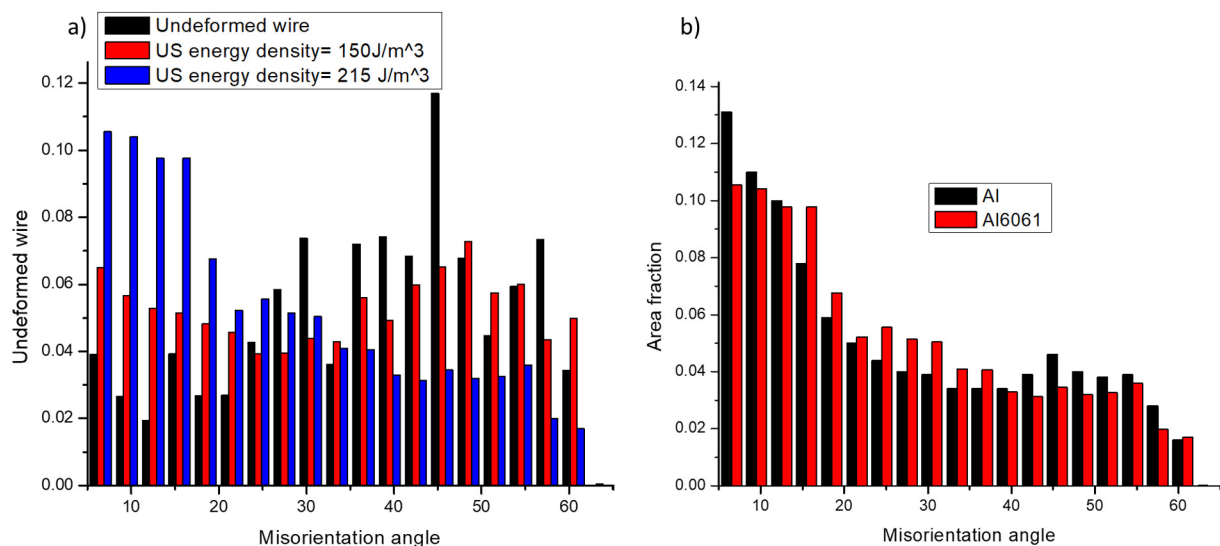 a)
Undeformed wire
US energy density= 150J/m^3
US energy density= 215 J/m^3
0.12
0.10
0.08
0.06
0.04
0.02
0.00
Undeformed wire
10 20 30 40 50 60
Misorientation angle
b)
0.14
0.12
0.10
0.08
0.06
0.04
0.02
0.00
Area fraction
Al
Al6061
10 20 30 40 50 60
Misorientation angle